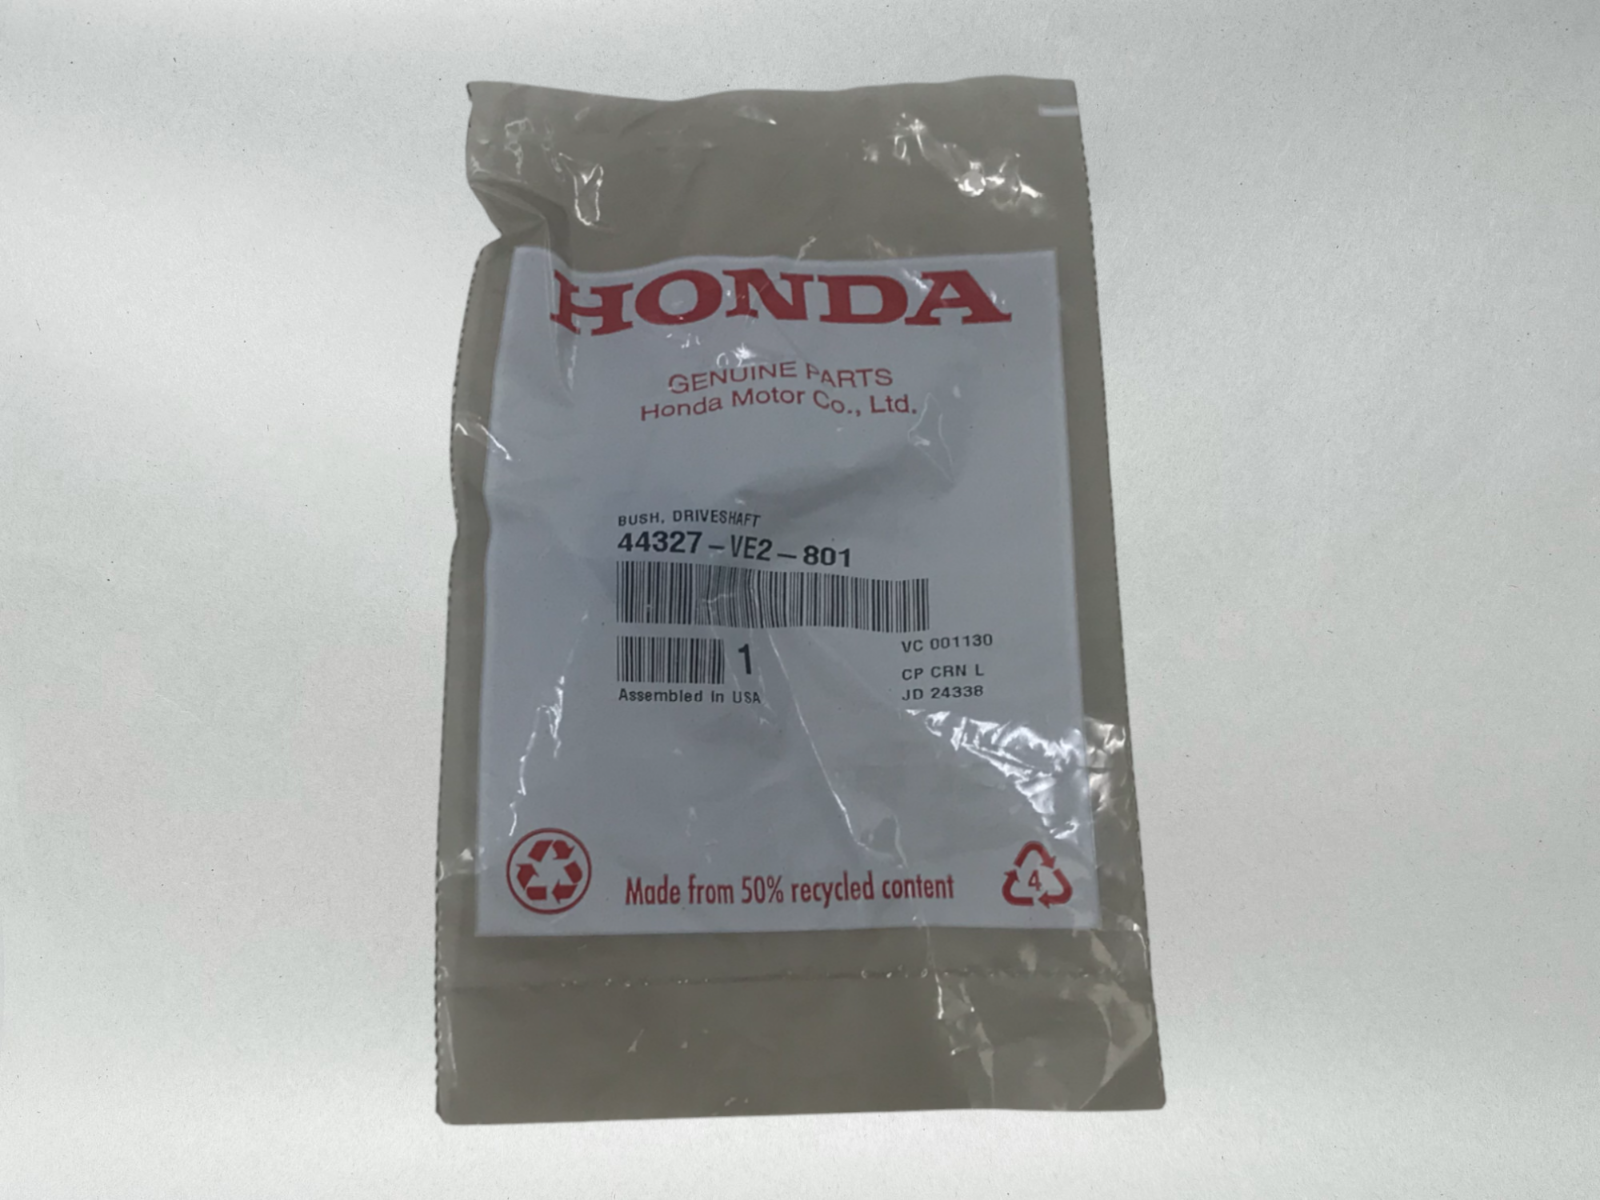 HONDA
GENUINE PARTS
Honda Motor Co., Ltd.
BUSH, DRIVESHAFT
44327-VE2-801
1
Assembled In USA
VC 001130
CP CRN L
JD 24338
Made from 50% recycled content
4